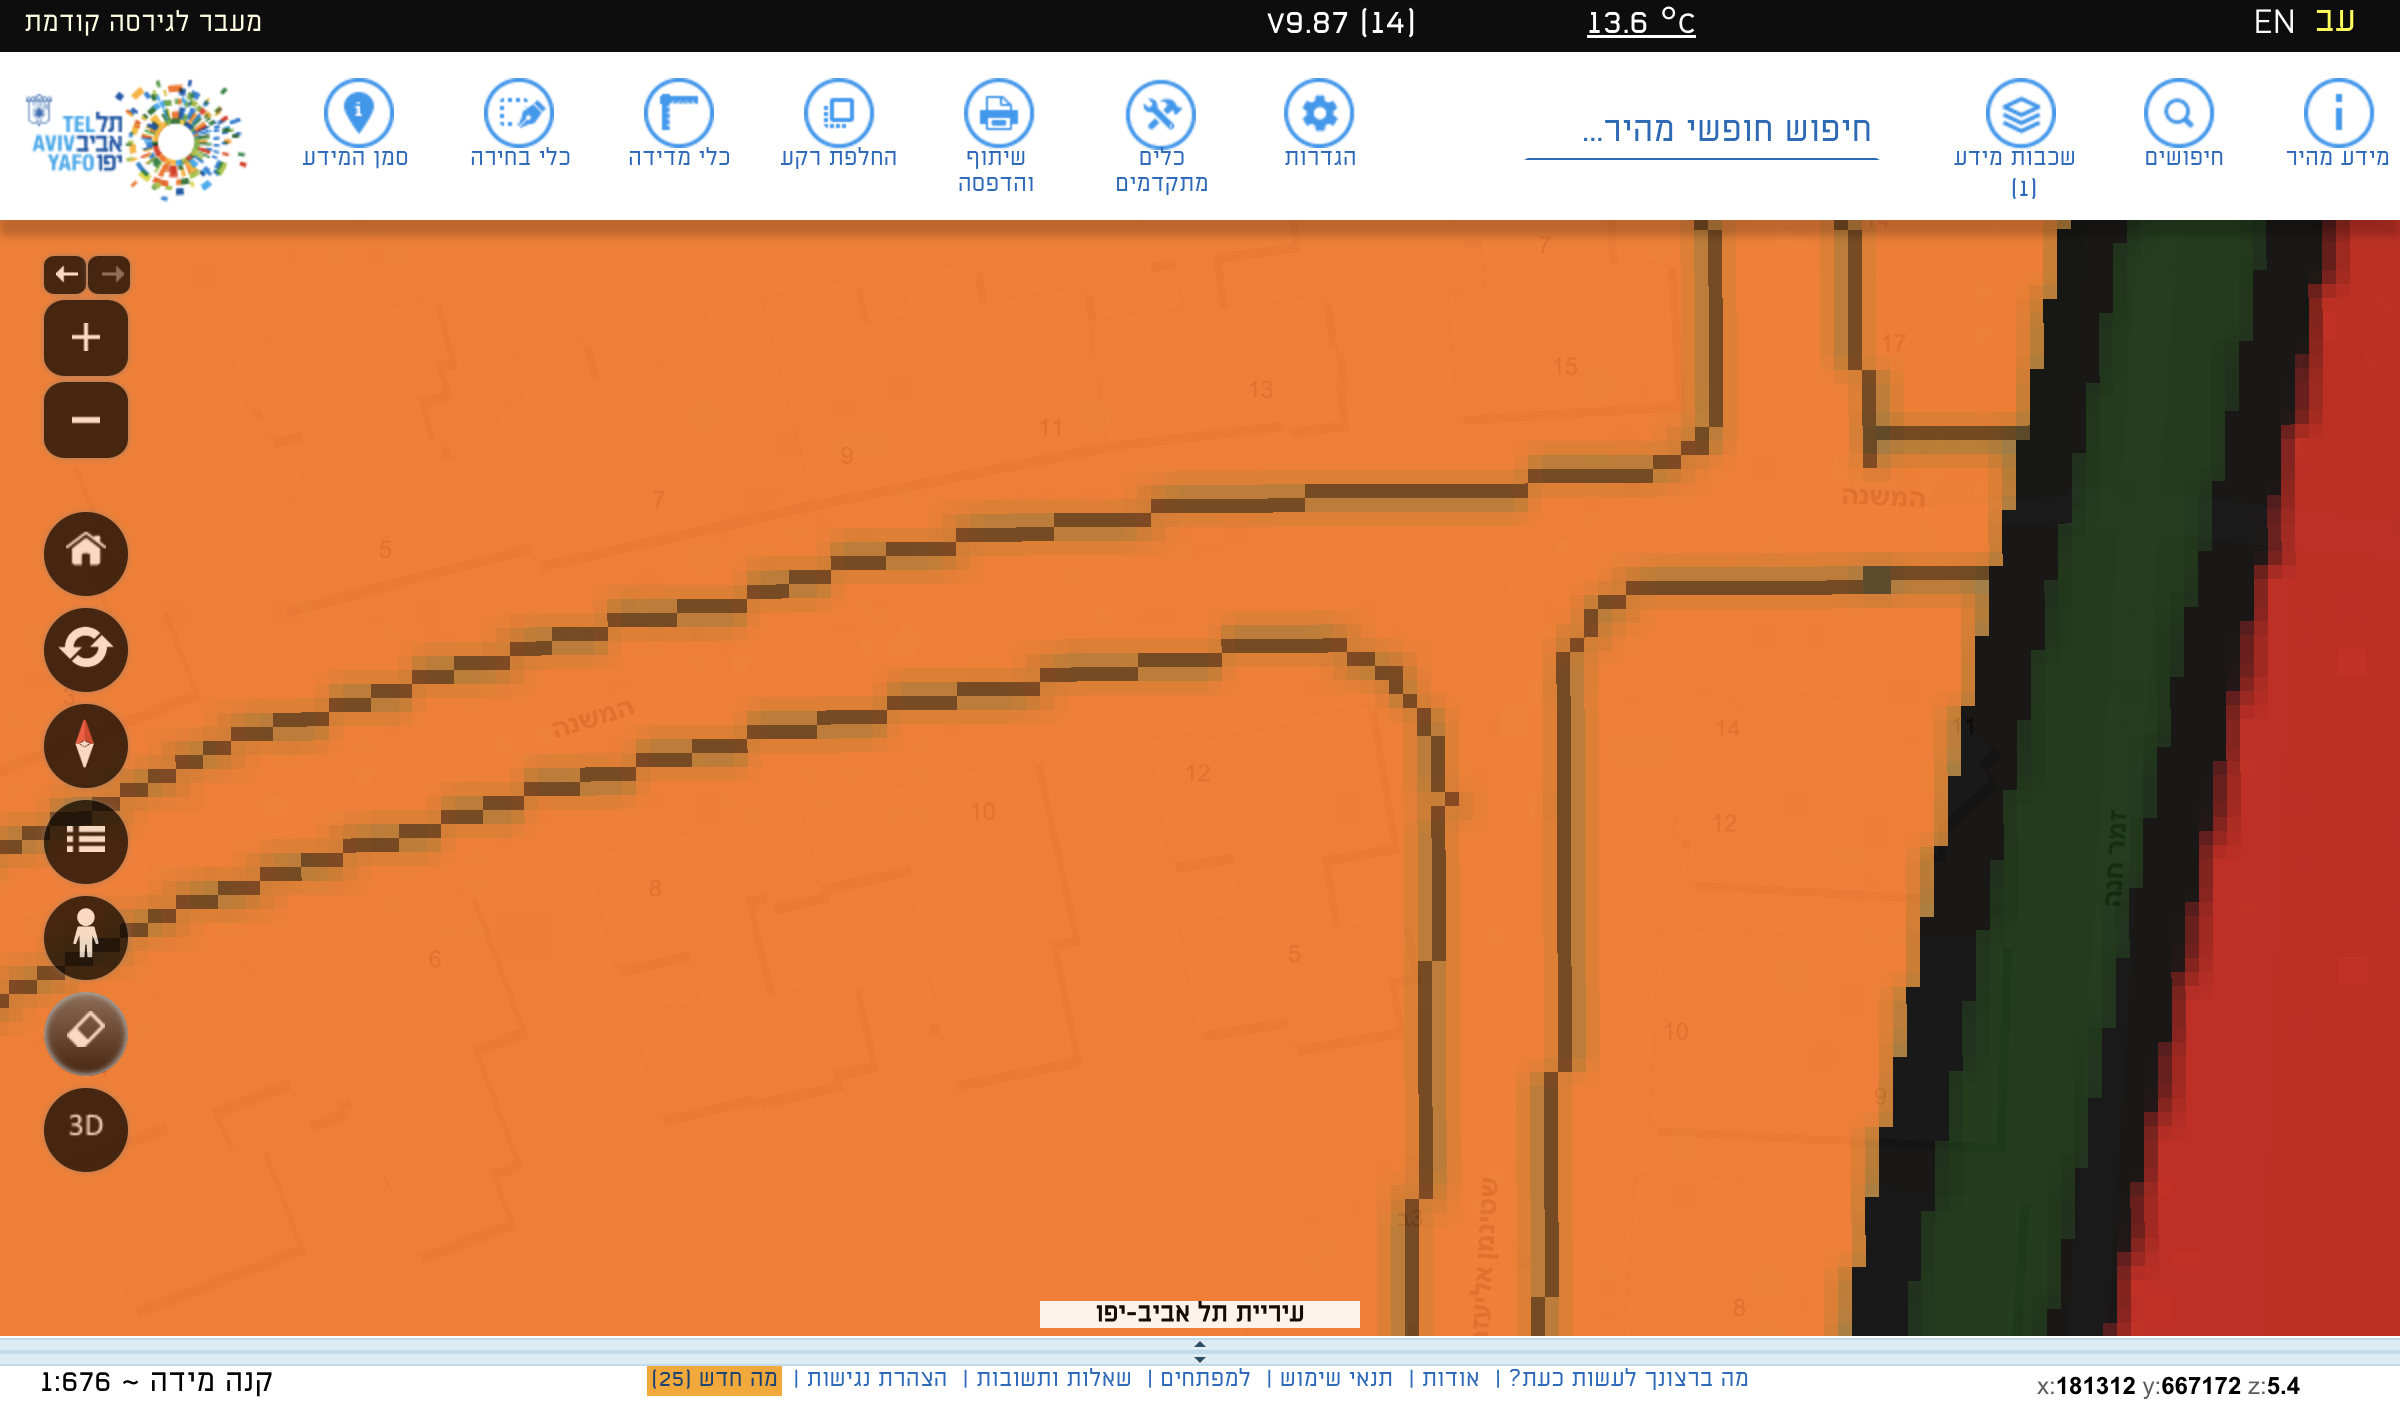 עב EN
13.6 °C
V9.87 (14)
מעבר לגירסה קודמת
מידע מהיר
חיפושים
שכבות מידע
(1)
חיפוש חופשי מהיר...
הגדרות
כלים
מתקדמים
שיתוף
והדפסה
החלפת רקע
כלי מדידה
כלי בחירה
סמן המידע
תל TEL
אביב AVIV
יפו YAFO
7
17
15
13
11
9
7
5
המשנה
המשנה
14
11
12
12
10
8
6
5
10
9
8
זמר חנה
שטינמן אליעזר
3D
עיריית תל אביב-יפו
מה ברצונך לעשות כעת? | אודות | תנאי שימוש | למפתחים | שאלות ותשובות | הצהרת נגישות | מה חדש (25)
קנה מידה ~ 1:676
x:181312 y:667172 z:5.4